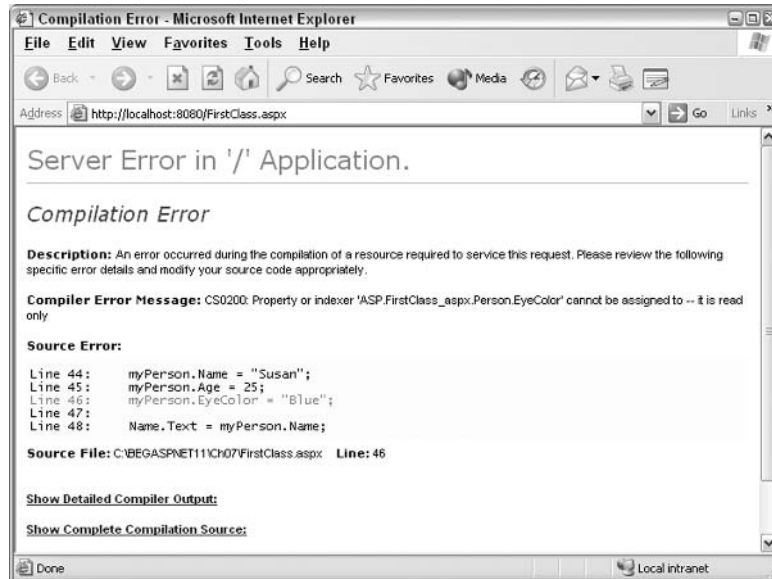 Compilation Error - Microsoft Internet Explorer
File Edit View Favorites Tools Help
Back Search Favorites Media
Address http://localhost:8080/FirstClass.aspx Go Links
Server Error in '/' Application.
Compilation Error
Description: An error occurred during the compilation of a resource required to service this request. Please review the following
specific error details and modify your source code appropriately.
Compiler Error Message: CS0200: Property or indexer 'ASP.FirstClass_aspx.Person.EyeColor' cannot be assigned to -- it is read
only
Source Error:
Line 44: myPerson.Name = "Susan";
Line 45: myPerson.Age = 25;
Line 46: myPerson.EyeColor = "Blue";
Line 47:
Line 48: Name.Text = myPerson.Name;
Source File: C:\BEGASPNET11\Ch07\FirstClass.aspx Line: 46
Show Detailed Compiler Output:
Show Complete Compilation Source:
Done Local intranet